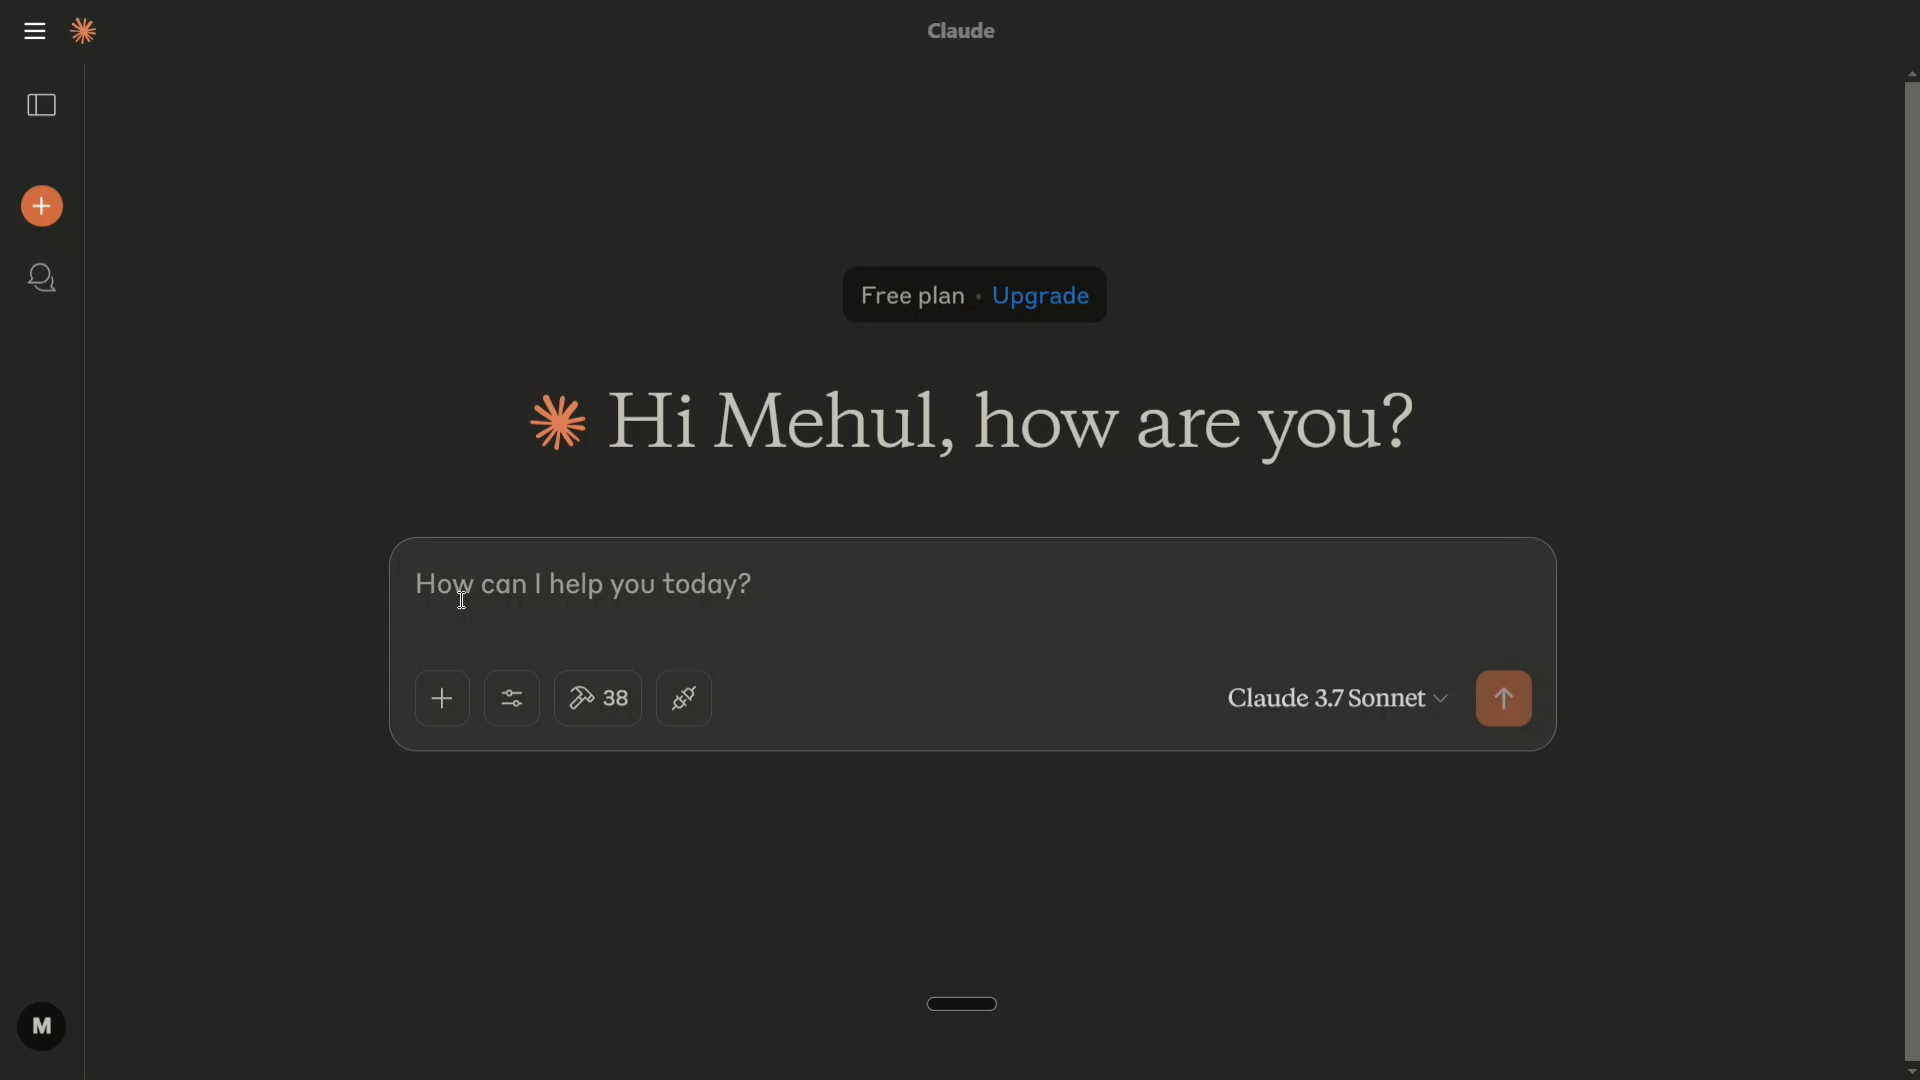 Claude
Free plan • Upgrade
Hi Mehul, how are you?
How can I help you today?
38
Claude 3.7 Sonnet
M